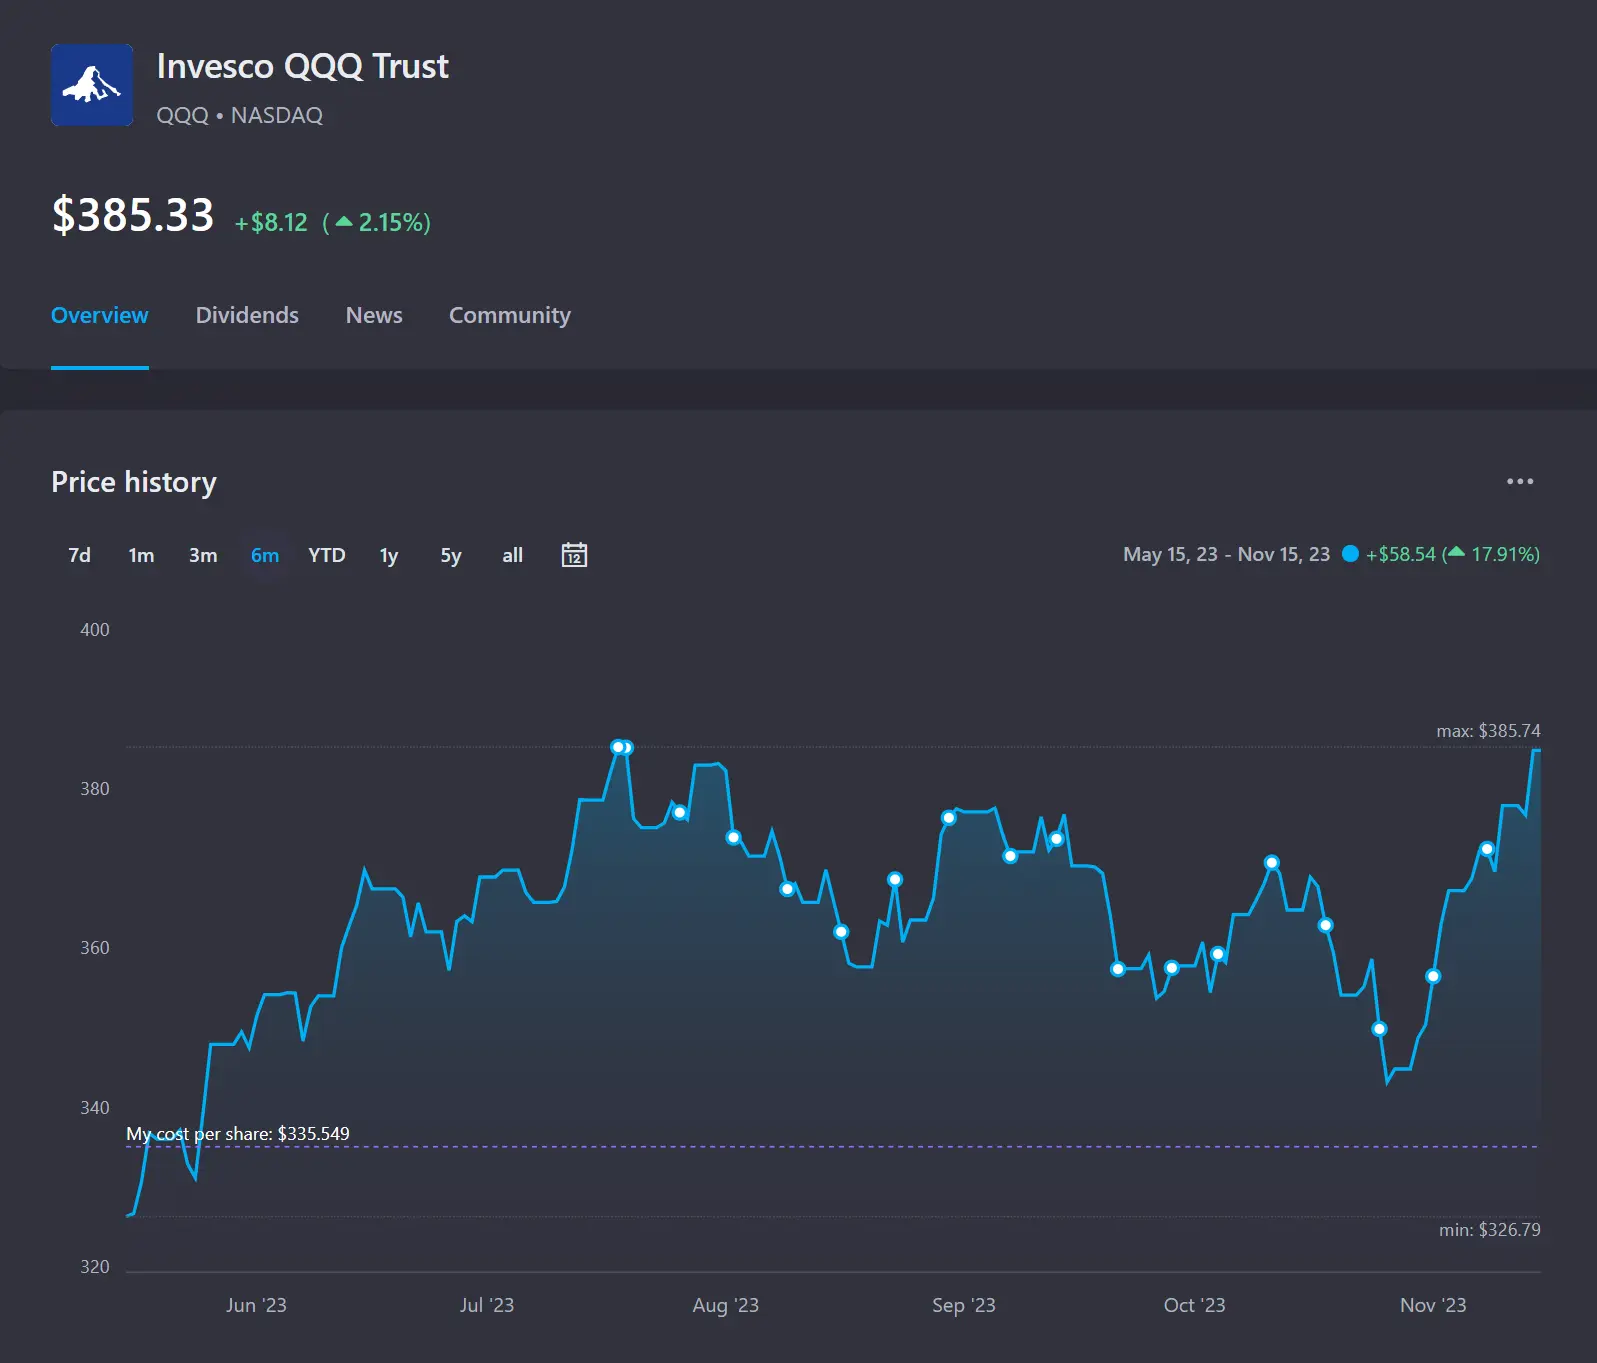 Invesco QQQ Trust
QQQ • NASDAQ
$385.33 +$8.12 (▲ 2.15%)
Overview Dividends News Community
Price history
7d 1m 3m 6m YTD 1y 5y all 12
May 15, 23 - Nov 15, 23 +$58.54 (▲ 17.91%)
400
max: $385.74
380
360
340
My cost per share: $335.549
min: $326.79
320
Jun '23 Jul '23 Aug '23 Sep '23 Oct '23 Nov '23